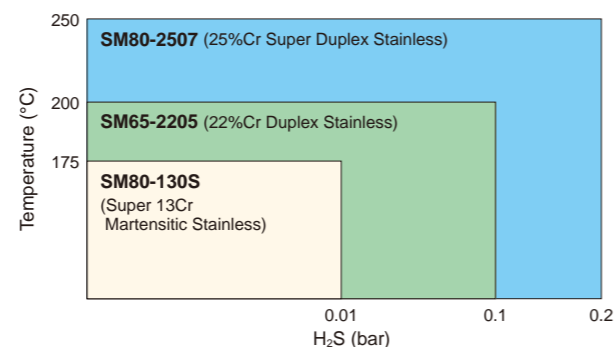 Temperature (°C)
250
200
175
SM80-2507 (25%Cr Super Duplex Stainless)
SM65-2205 (22%Cr Duplex Stainless)
SM80-130S
(Super 13Cr
Martensitic Stainless)
0.01
0.1
0.2
H₂S (bar)